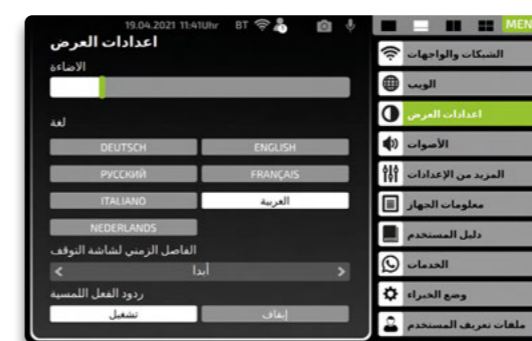 19.04.2021 11:41Uhr BT
MEN
اعدادات العرض
الاضاءة
لغة
DEUTSCH
ENGLISH
РУССКИЙ
FRANÇAIS
ITALIANO
العربية
NEDERLANDS
الفاصل الزمني لشاشة التوقف
أبدا
ردود الفعل اللمسية
تشغيل
إيقاف
الشبكات والواجهات
الويب
اعدادات العرض
الأصوات
المزيد من الإعدادات
معلومات الجهاز
دليل المستخدم
الخدمات
وضع الخبراء
ملفات تعريف المستخدم